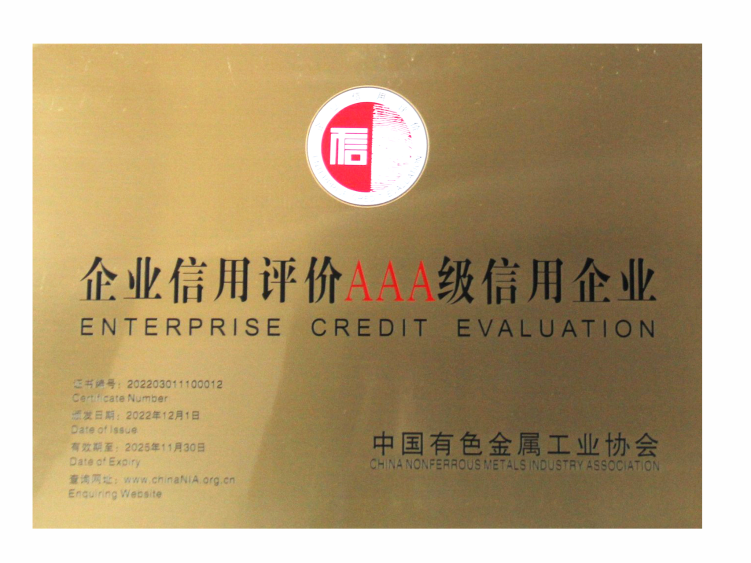 信
企业信用评价AAA级信用企业
ENTERPRISE CREDIT EVALUATION
证书编号：202203011100012
Certificate Number
颁发日期：2022年12月1日
Date of Issue
有效期至：2025年11月30日
Date of Expiry
查询网址：www.chinaNIA.org.cn
Enquiring Website
中国有色金属工业协会
CHINA NONFERROUS METALS INDUSTRY ASSOCIATION